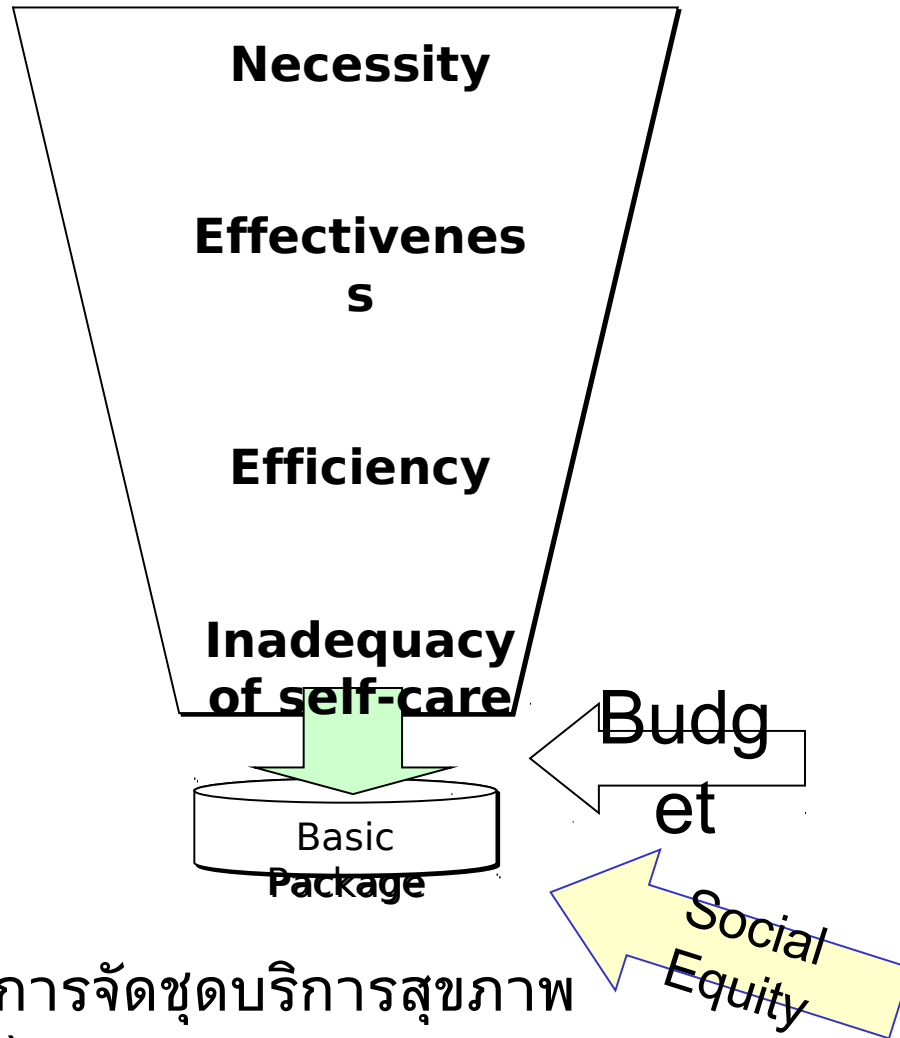 Necessity
Effectivenes
s
Efficiency
Inadequacy
of self-care
Budg
et
Basic
Package
Social
Equity
การจัดชุดบริการสุขภาพ